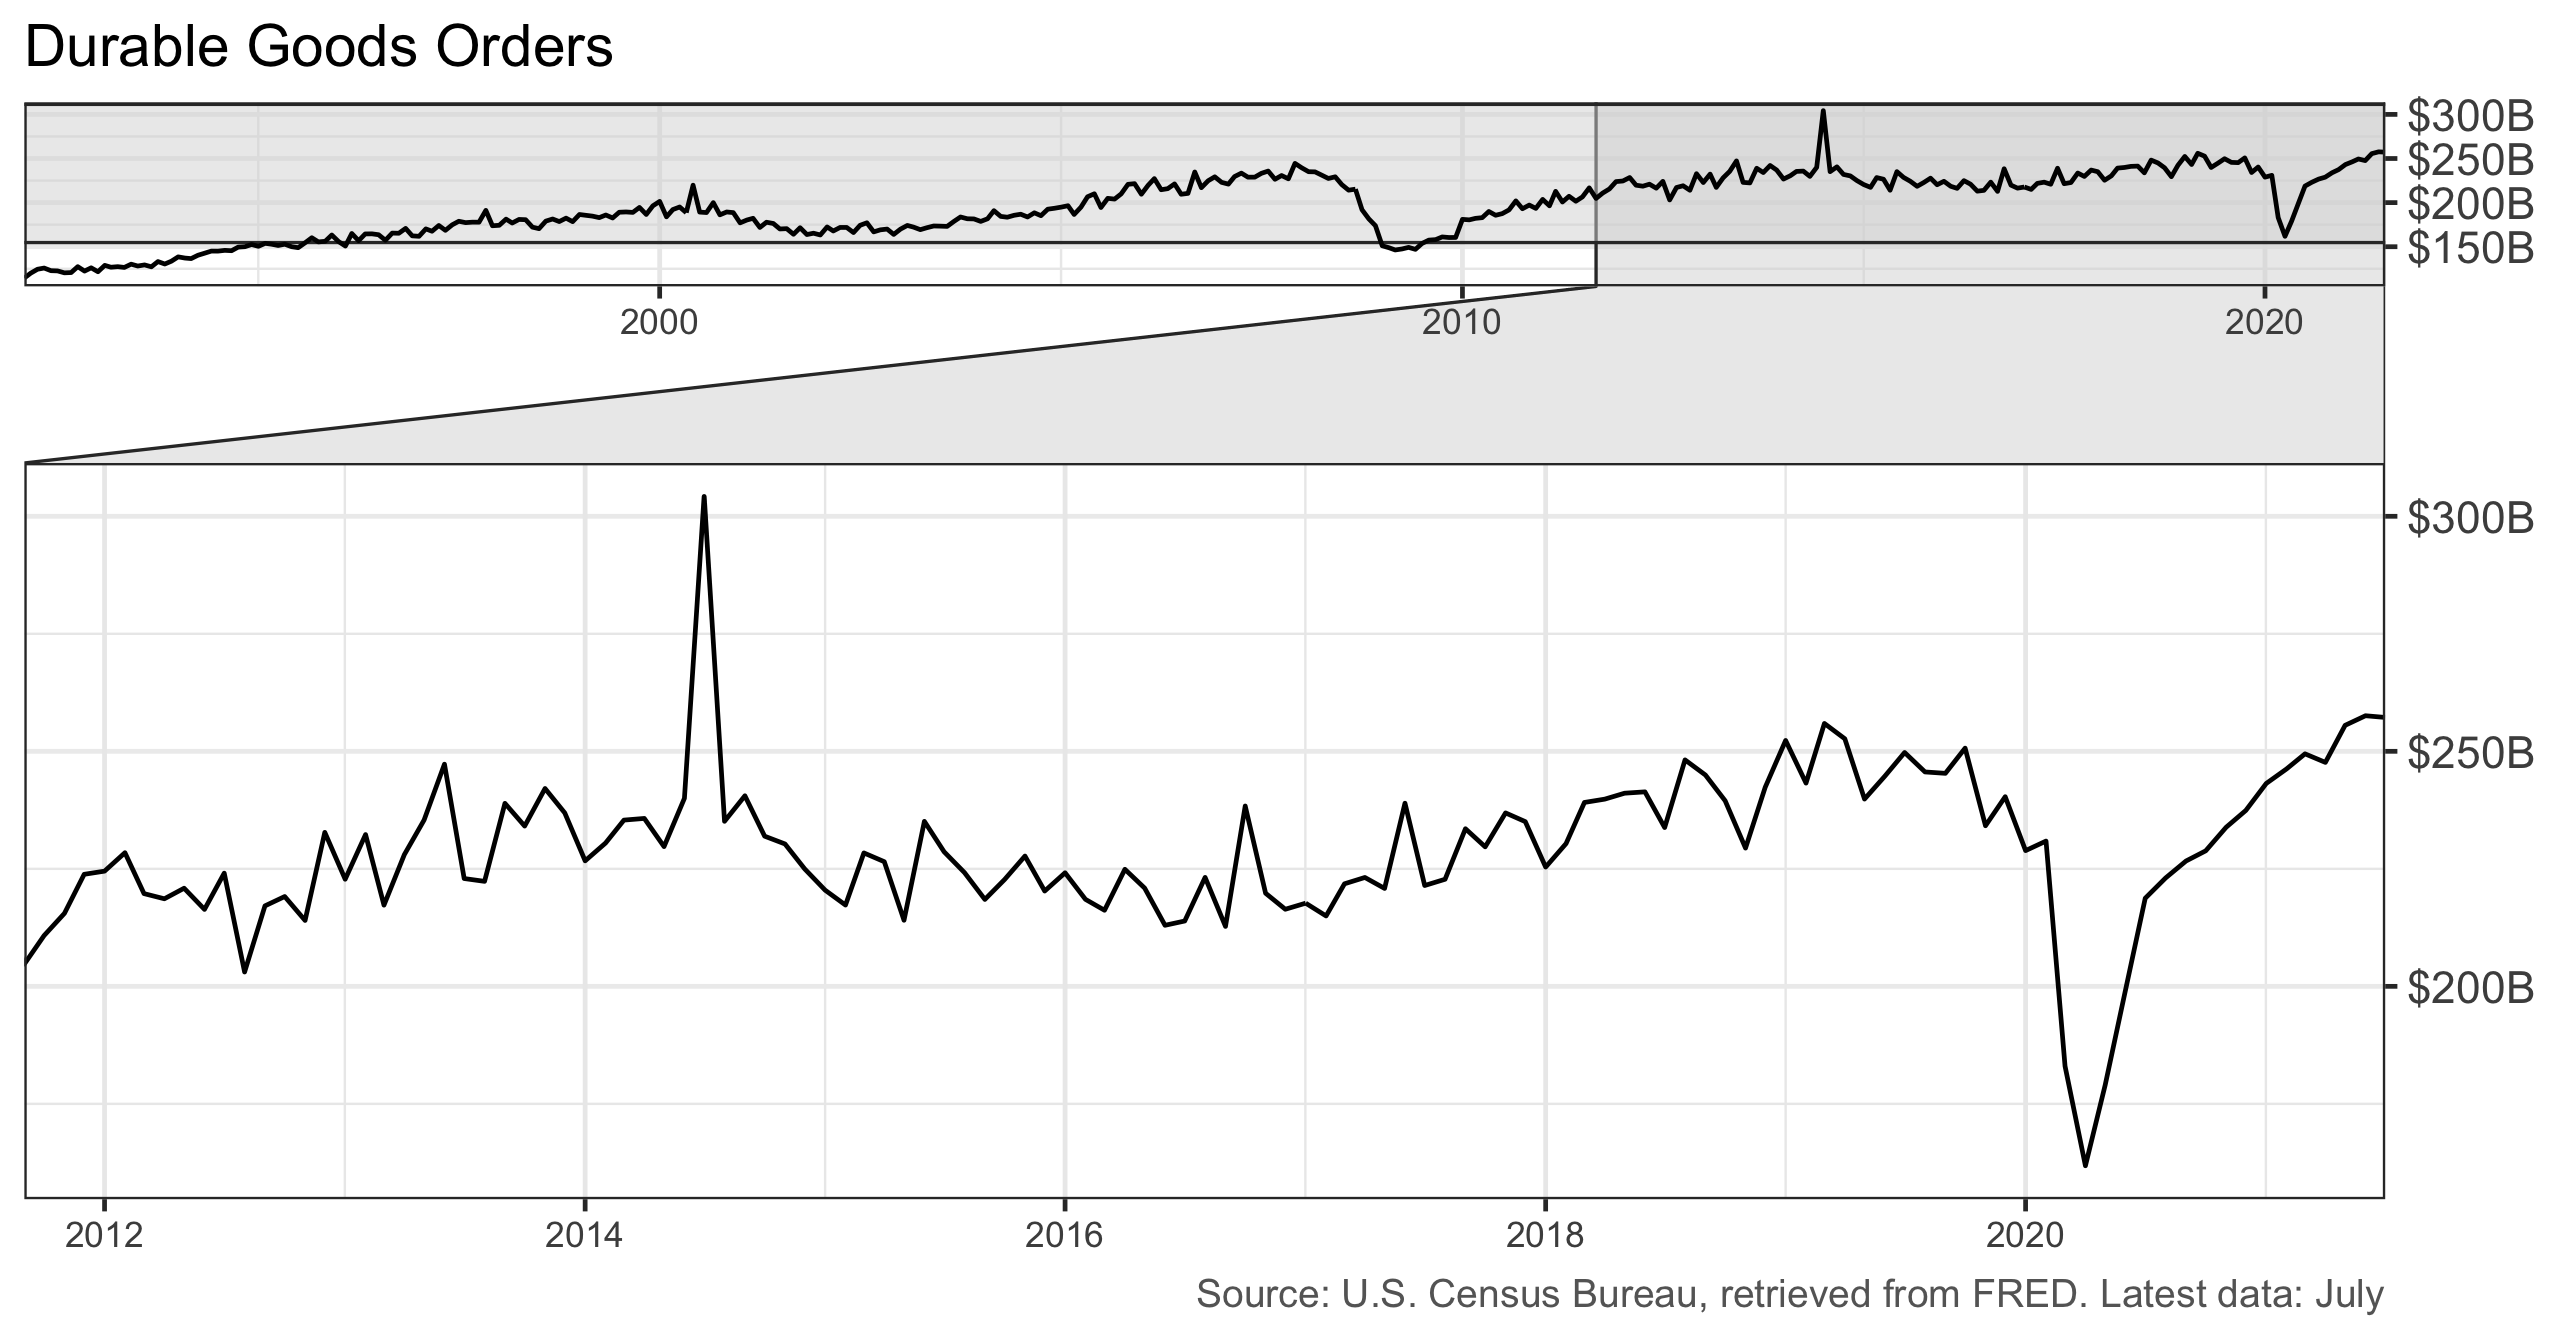 Durable Goods Orders
$300B
$250B
$200B
$150B
2000 2010 2020
$300B
$250B
$200B
2012 2014 2016 2018 2020
Source: U.S. Census Bureau, retrieved from FRED. Latest data: July